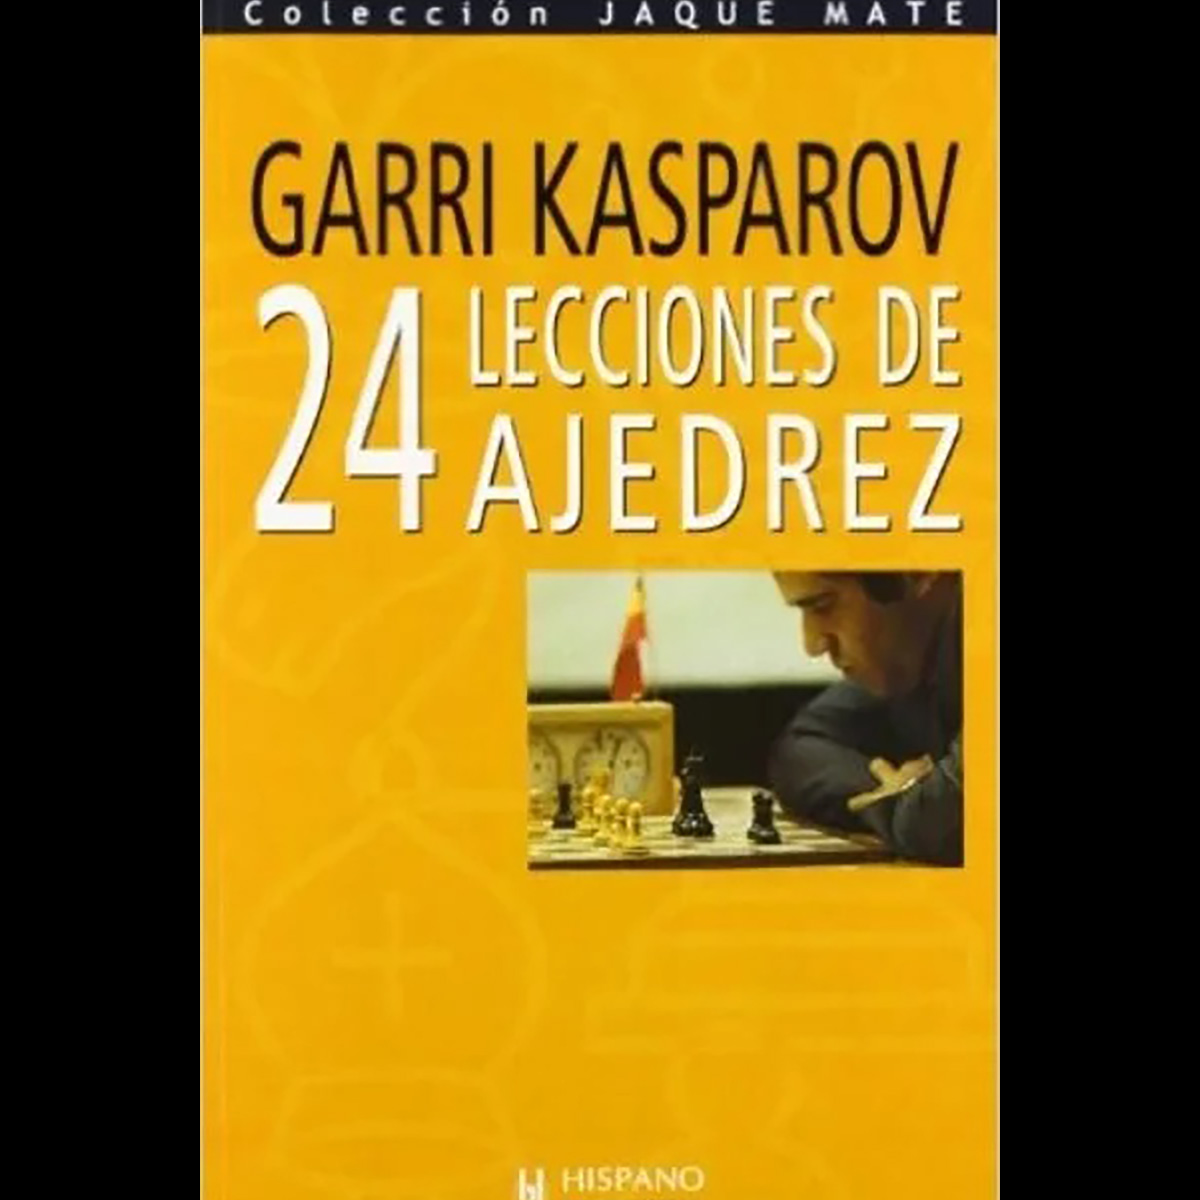 Colección JAQUE MATE
GARRI KASPAROV
24 LECCIONES DE
AJEDREZ
HISPANO